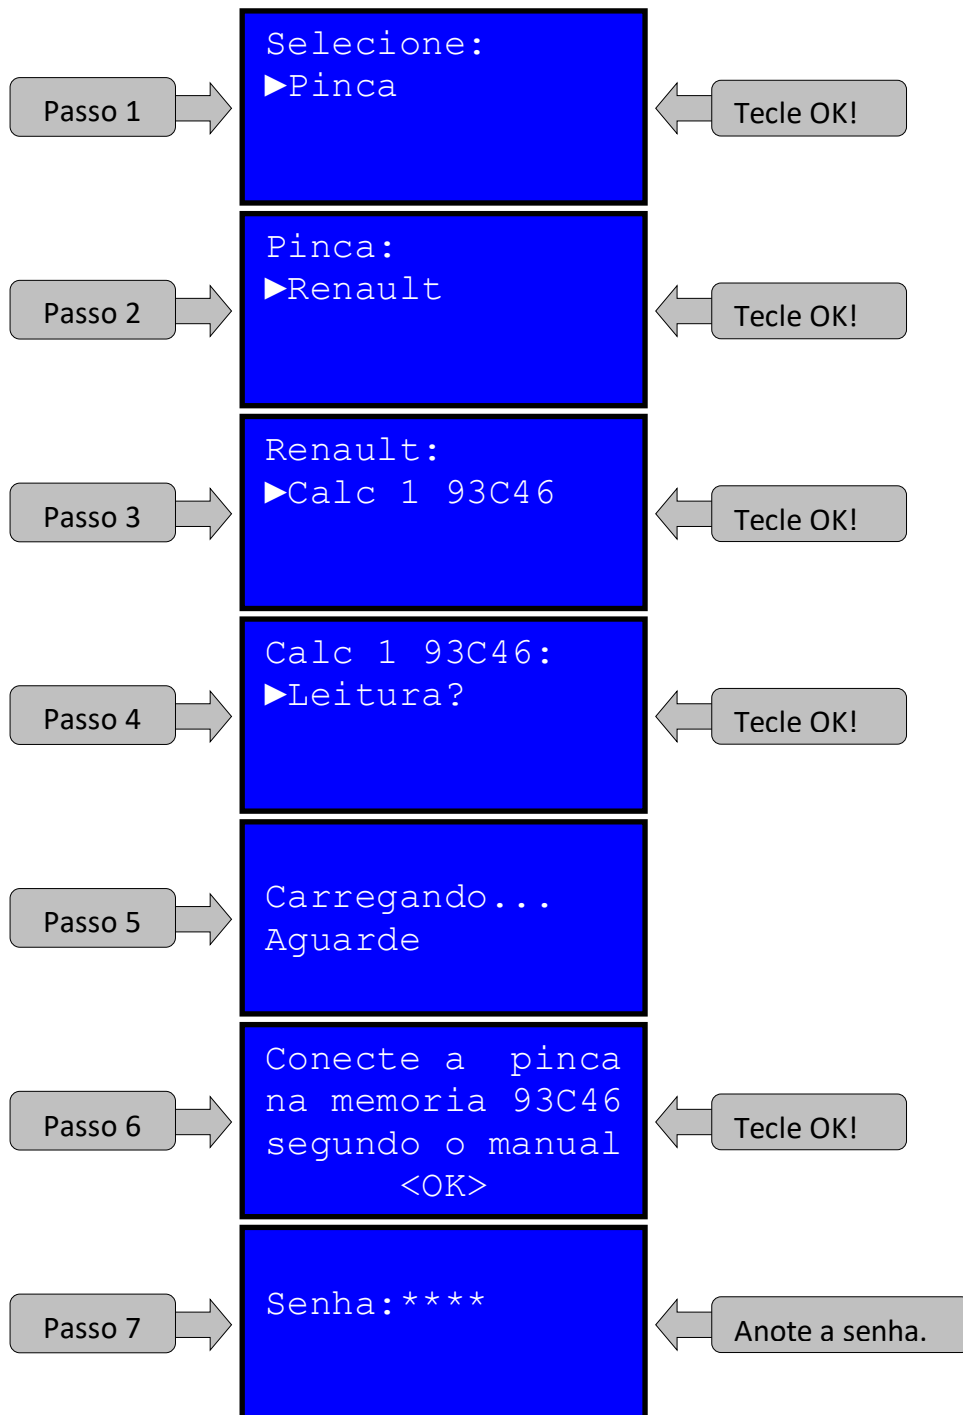 Selecione:
Passo 1
►Pinca
Tecle OK!
Pinca:
Passo 2
►Renault
Tecle OK!
Renault:
Passo 3
►Calc 1 93C46
Tecle OK!
Calc 1 93C46:
Passo 4
►Leitura?
Tecle OK!
Passo 5
Carregando...
Aguarde
Passo 6
Conecte a  pinca
na memoria 93C46
segundo o manual
<OK>
Tecle OK!
Passo 7
Senha:****
Anote a senha.